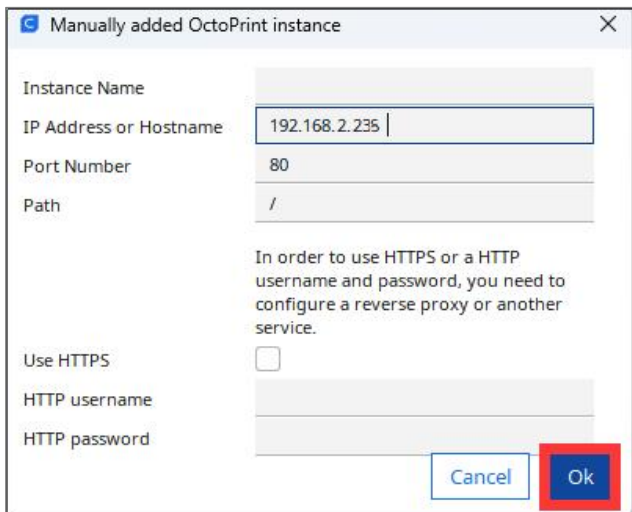 Manually added OctoPrint instance
Instance Name
IP Address or Hostname 192.168.2.235
Port Number 80
Path /
In order to use HTTPS or a HTTP
username and password, you need to
configure a reverse proxy or another
service.
Use HTTPS
HTTP username
HTTP password
Cancel Ok